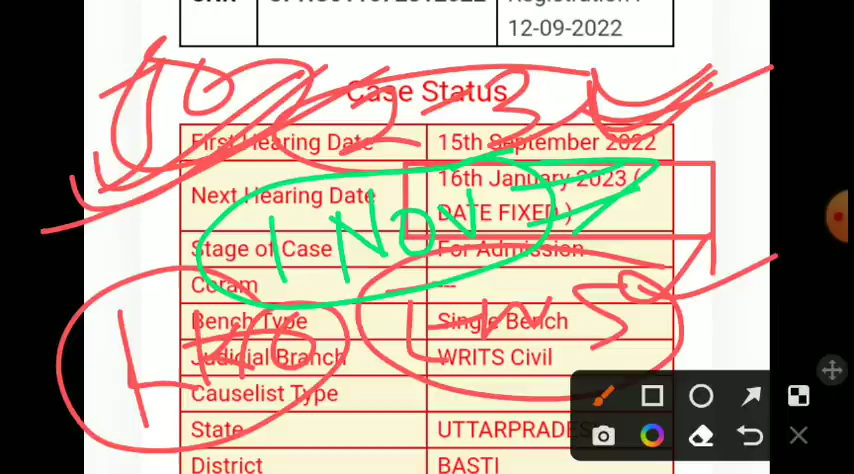 12-09-2022
Case Status
First Hearing Date 15th September 2022
Next Hearing Date 16th January 2023 (
DATE FIXED )
1 NOV
Stage of Case For Admission
Coram ---
Bench Type Single Bench
Judicial Branch WRITS Civil
Causelist Type
State UTTARPRADES
District BASTI